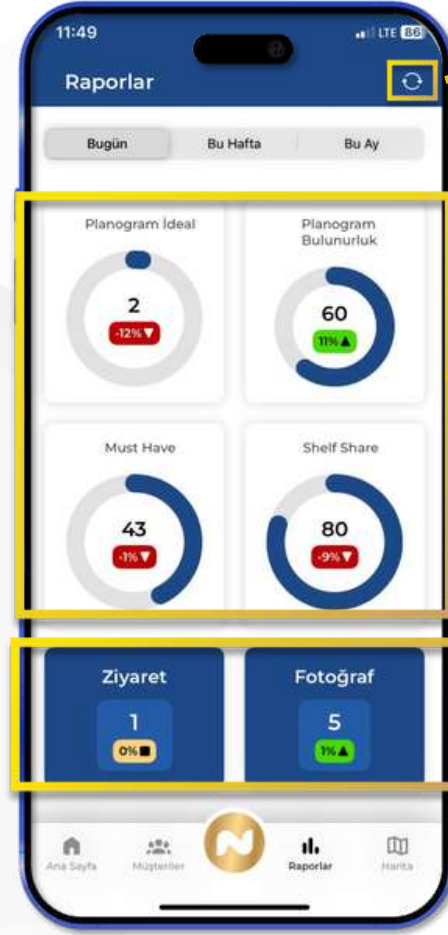 11:49
LTE 86
Raporlar
Bugün
Bu Hafta
Bu Ay
Planogram İdeal
2
-12% ▼
Planogram
Bulunurluk
60
11% ▲
Must Have
43
-1% ▼
Shelf Share
80
-9% ▼
Ziyaret
1
0% ■
Fotoğraf
5
1% ▲
Ana Sayfa
Müşteriler
N
Raporlar
Harita